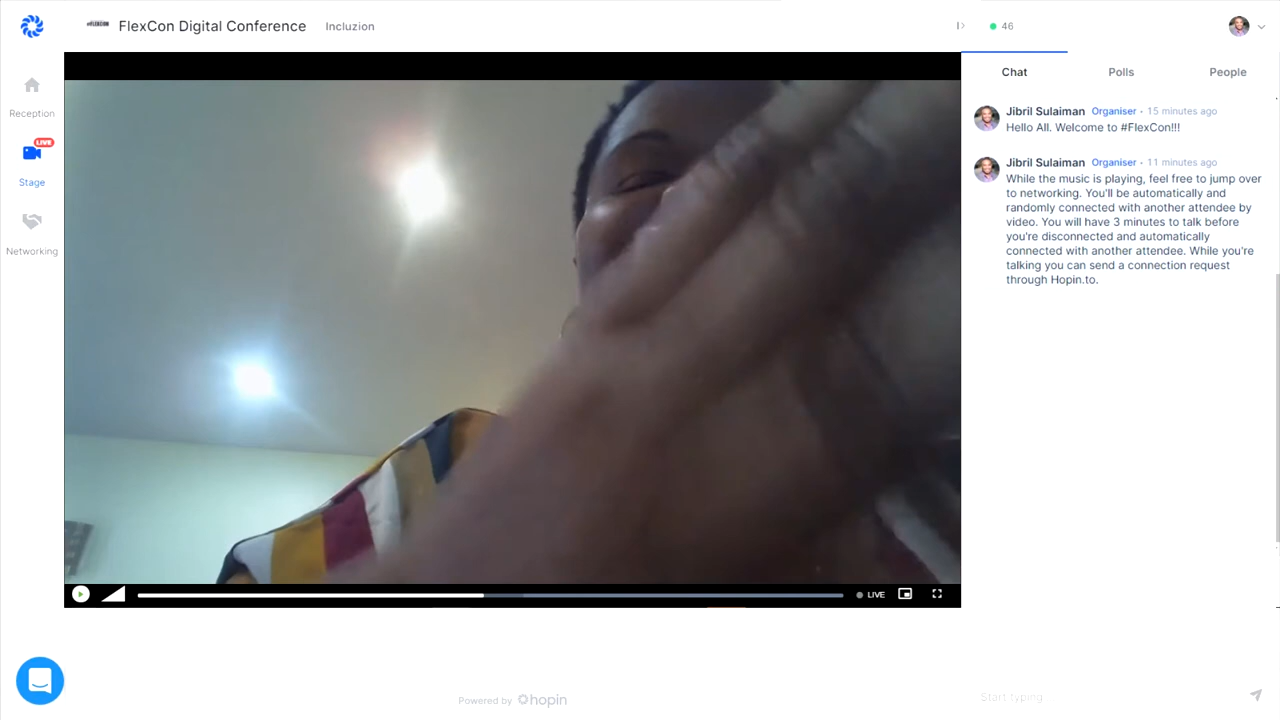 #FLEXCON FlexCon Digital Conference Incluzion
46
Chat Polls People
Reception
LIVE
Stage
Networking
Jibril Sulaiman Organiser • 15 minutes ago
Hello All. Welcome to #FlexCon!!!
Jibril Sulaiman Organiser • 11 minutes ago
While the music is playing, feel free to jump over
to networking. You'll be automatically and
randomly connected with another attendee by
video. You will have 3 minutes to talk before
you're disconnected and automatically
connected with another attendee. While you're
talking you can send a connection request
through Hopin.to.
LIVE
Powered by hopin
Start typing